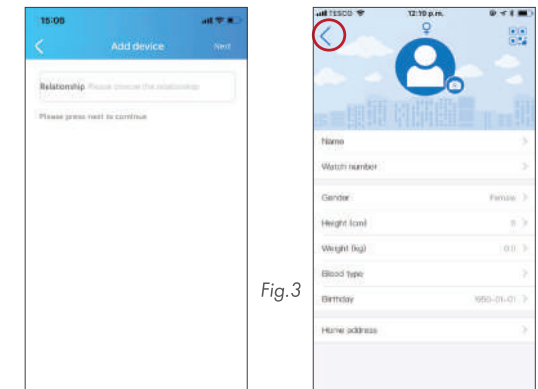 15:05
Add device
Next
Relationship Please choose the relationship
Please press next to continue
Fig.3
TESCO
12:19 p.m.
Name
Watch number
Gender Female
Height (cm) 0
Weight (kg) 0.0
Blood type
Birthday 1950-01-01
Home address